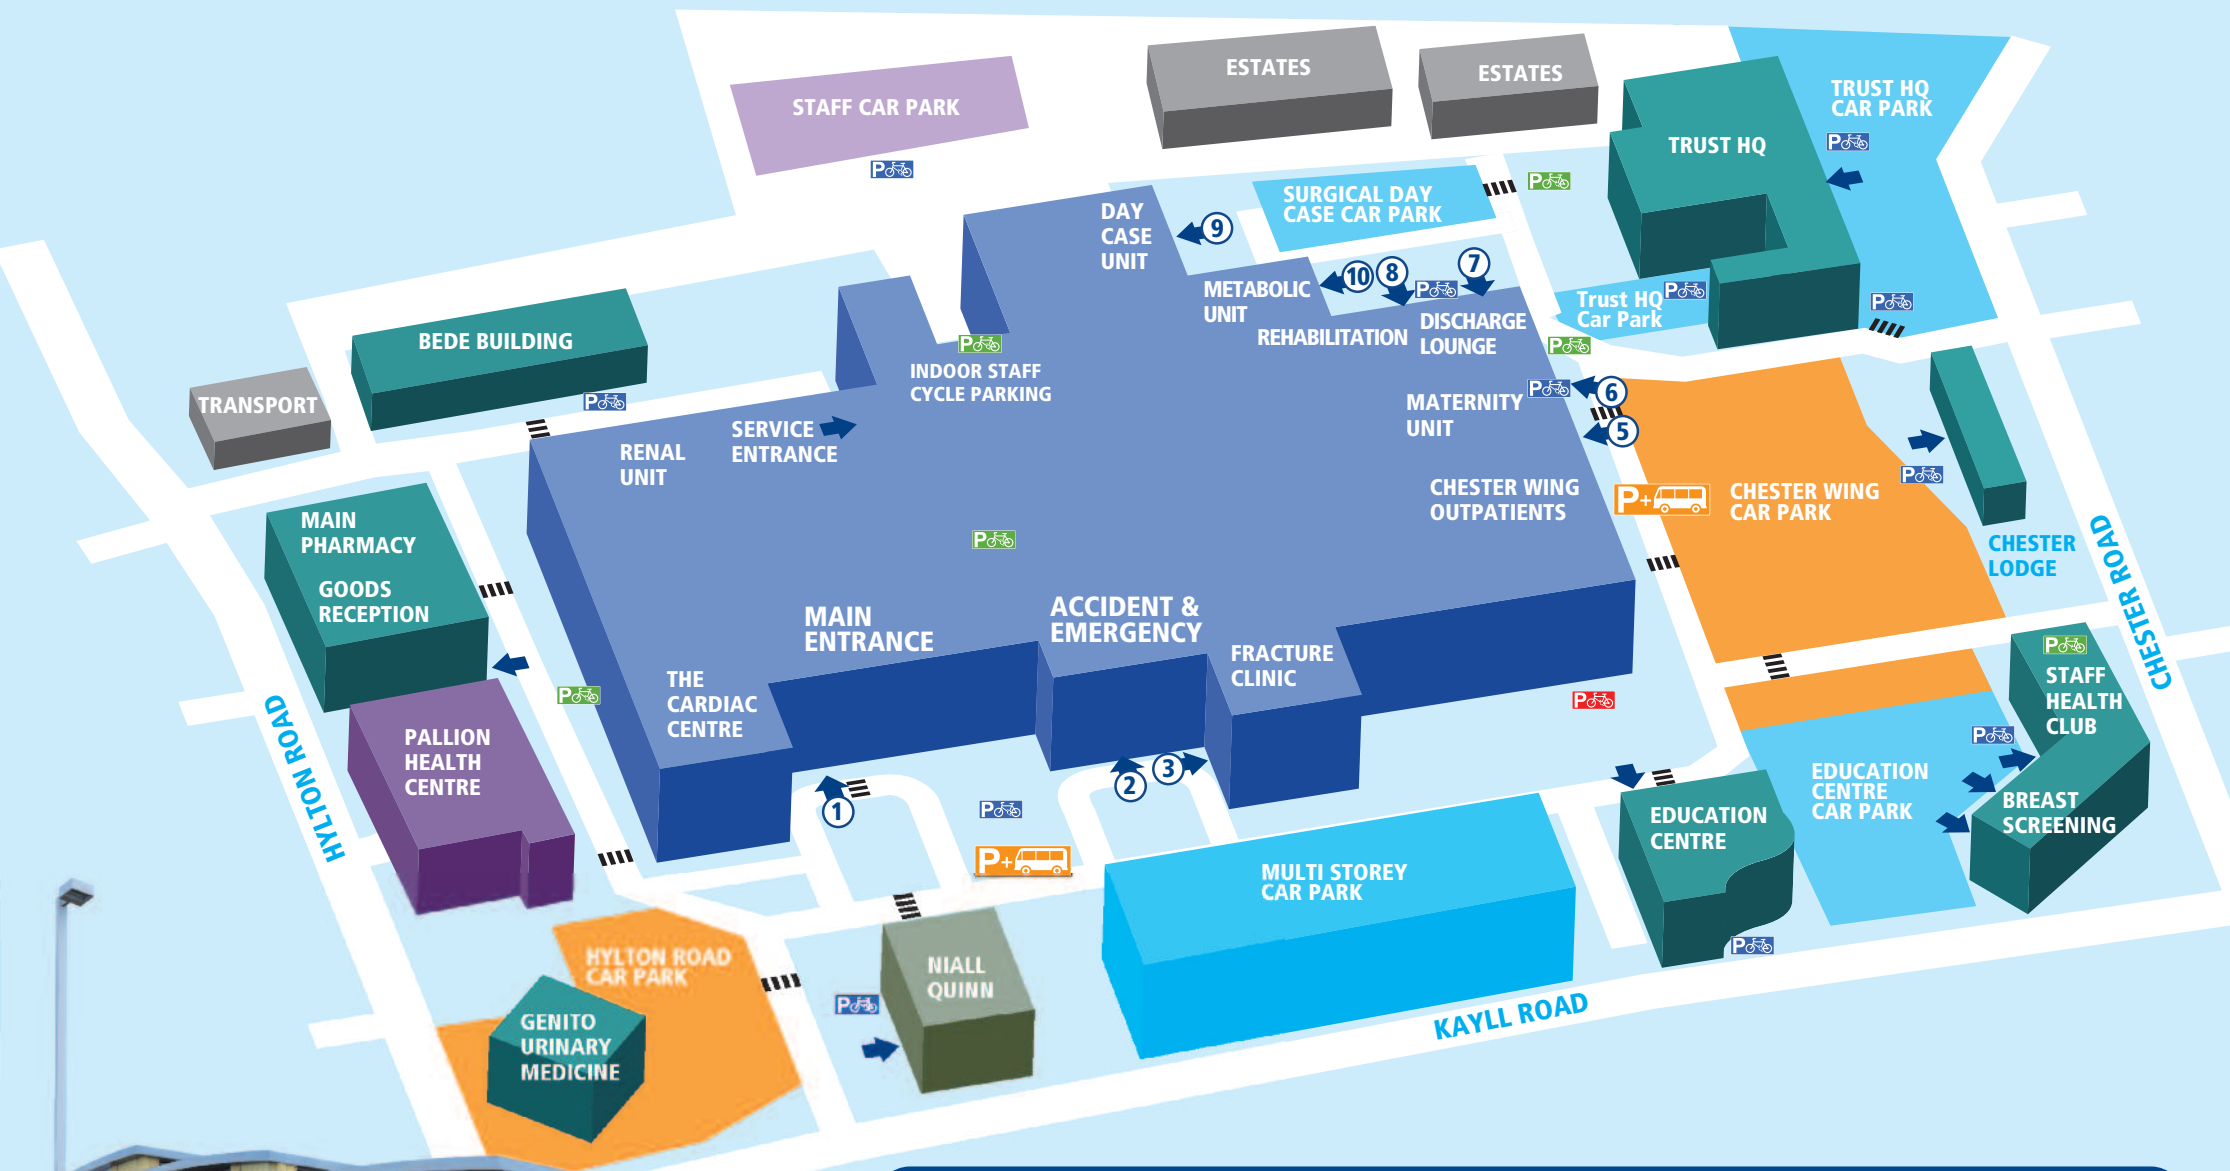 ESTATES
ESTATES
STAFF CAR PARK
TRUST HQ
CAR PARK
TRUST HQ
P
P
P
SURGICAL DAY
CASE CAR PARK
DAY
CASE
UNIT
9
10
8
7
METABOLIC
UNIT
P
Trust HQ
Car Park
P
P
REHABILITATION
DISCHARGE
LOUNGE
BEDE BUILDING
P
P
INDOOR STAFF
CYCLE PARKING
TRANSPORT
P
MATERNITY
UNIT
P
6
5
SERVICE
ENTRANCE
RENAL
UNIT
P
CHESTER WING
OUTPATIENTS
P+
CHESTER WING
CAR PARK
CHESTER
LODGE
CHESTER ROAD
MAIN
PHARMACY
GOODS
RECEPTION
P
MAIN
ENTRANCE
ACCIDENT &
EMERGENCY
FRACTURE
CLINIC
THE
CARDIAC
CENTRE
P
P
P
STAFF
HEALTH
CLUB
HYLTON ROAD
PALLION
HEALTH
CENTRE
P
EDUCATION
CENTRE
CAR PARK
BREAST
SCREENING
1
2
3
P
P+
EDUCATION
CENTRE
P
MULTI STOREY
CAR PARK
HYLTON ROAD
CAR PARK
NIALL
QUINN
P
GENITO
URINARY
MEDICINE
KAYLL ROAD